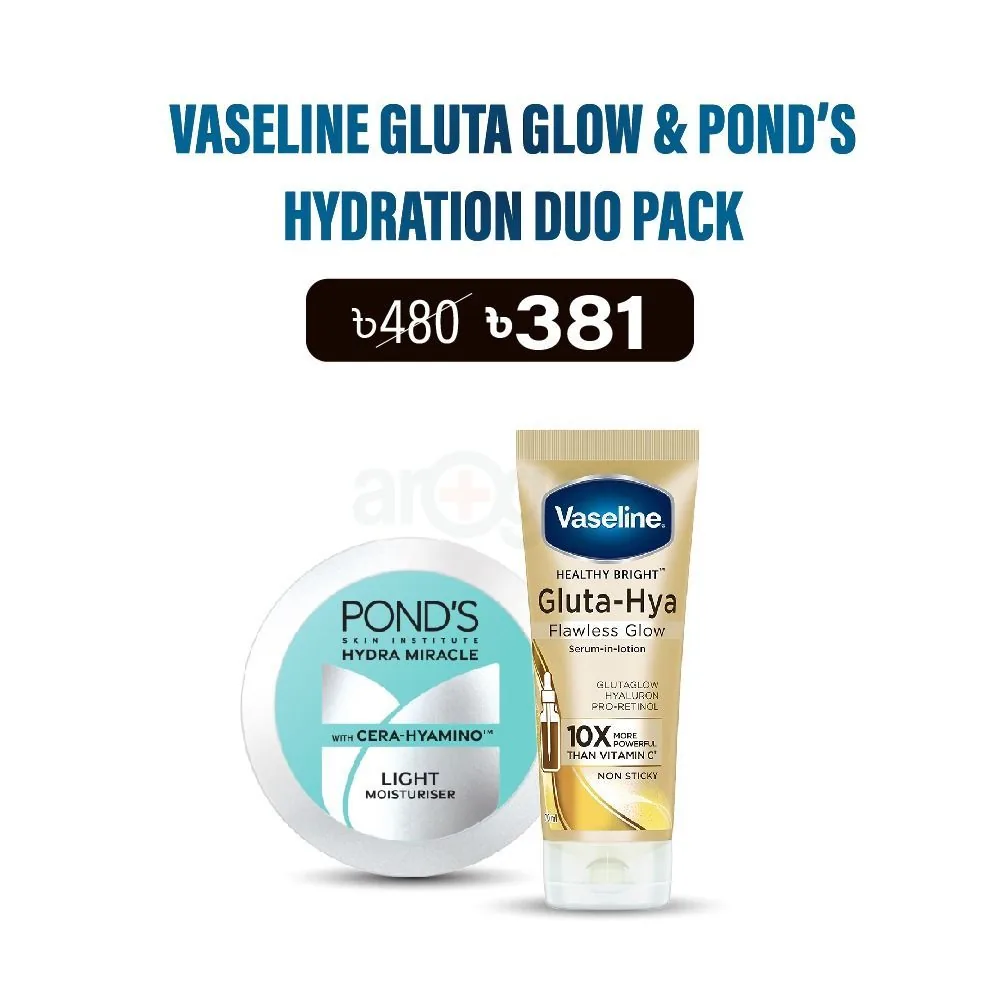 VASELINE GLUTA GLOW & POND'S
HYDRATION DUO PACK
৳480 ৳381
arog
POND'S
SKIN INSTITUTE
HYDRA MIRACLE
WITH CERA-HYAMINO™
LIGHT
MOISTURISER
Vaseline®
HEALTHY BRIGHT™
Gluta-Hya
Flawless Glow
Serum-in-lotion
GLUTAGLOW
HYALURON
PRO-RETINOL
10X MORE POWERFUL
THAN VITAMIN C*
NON STICKY